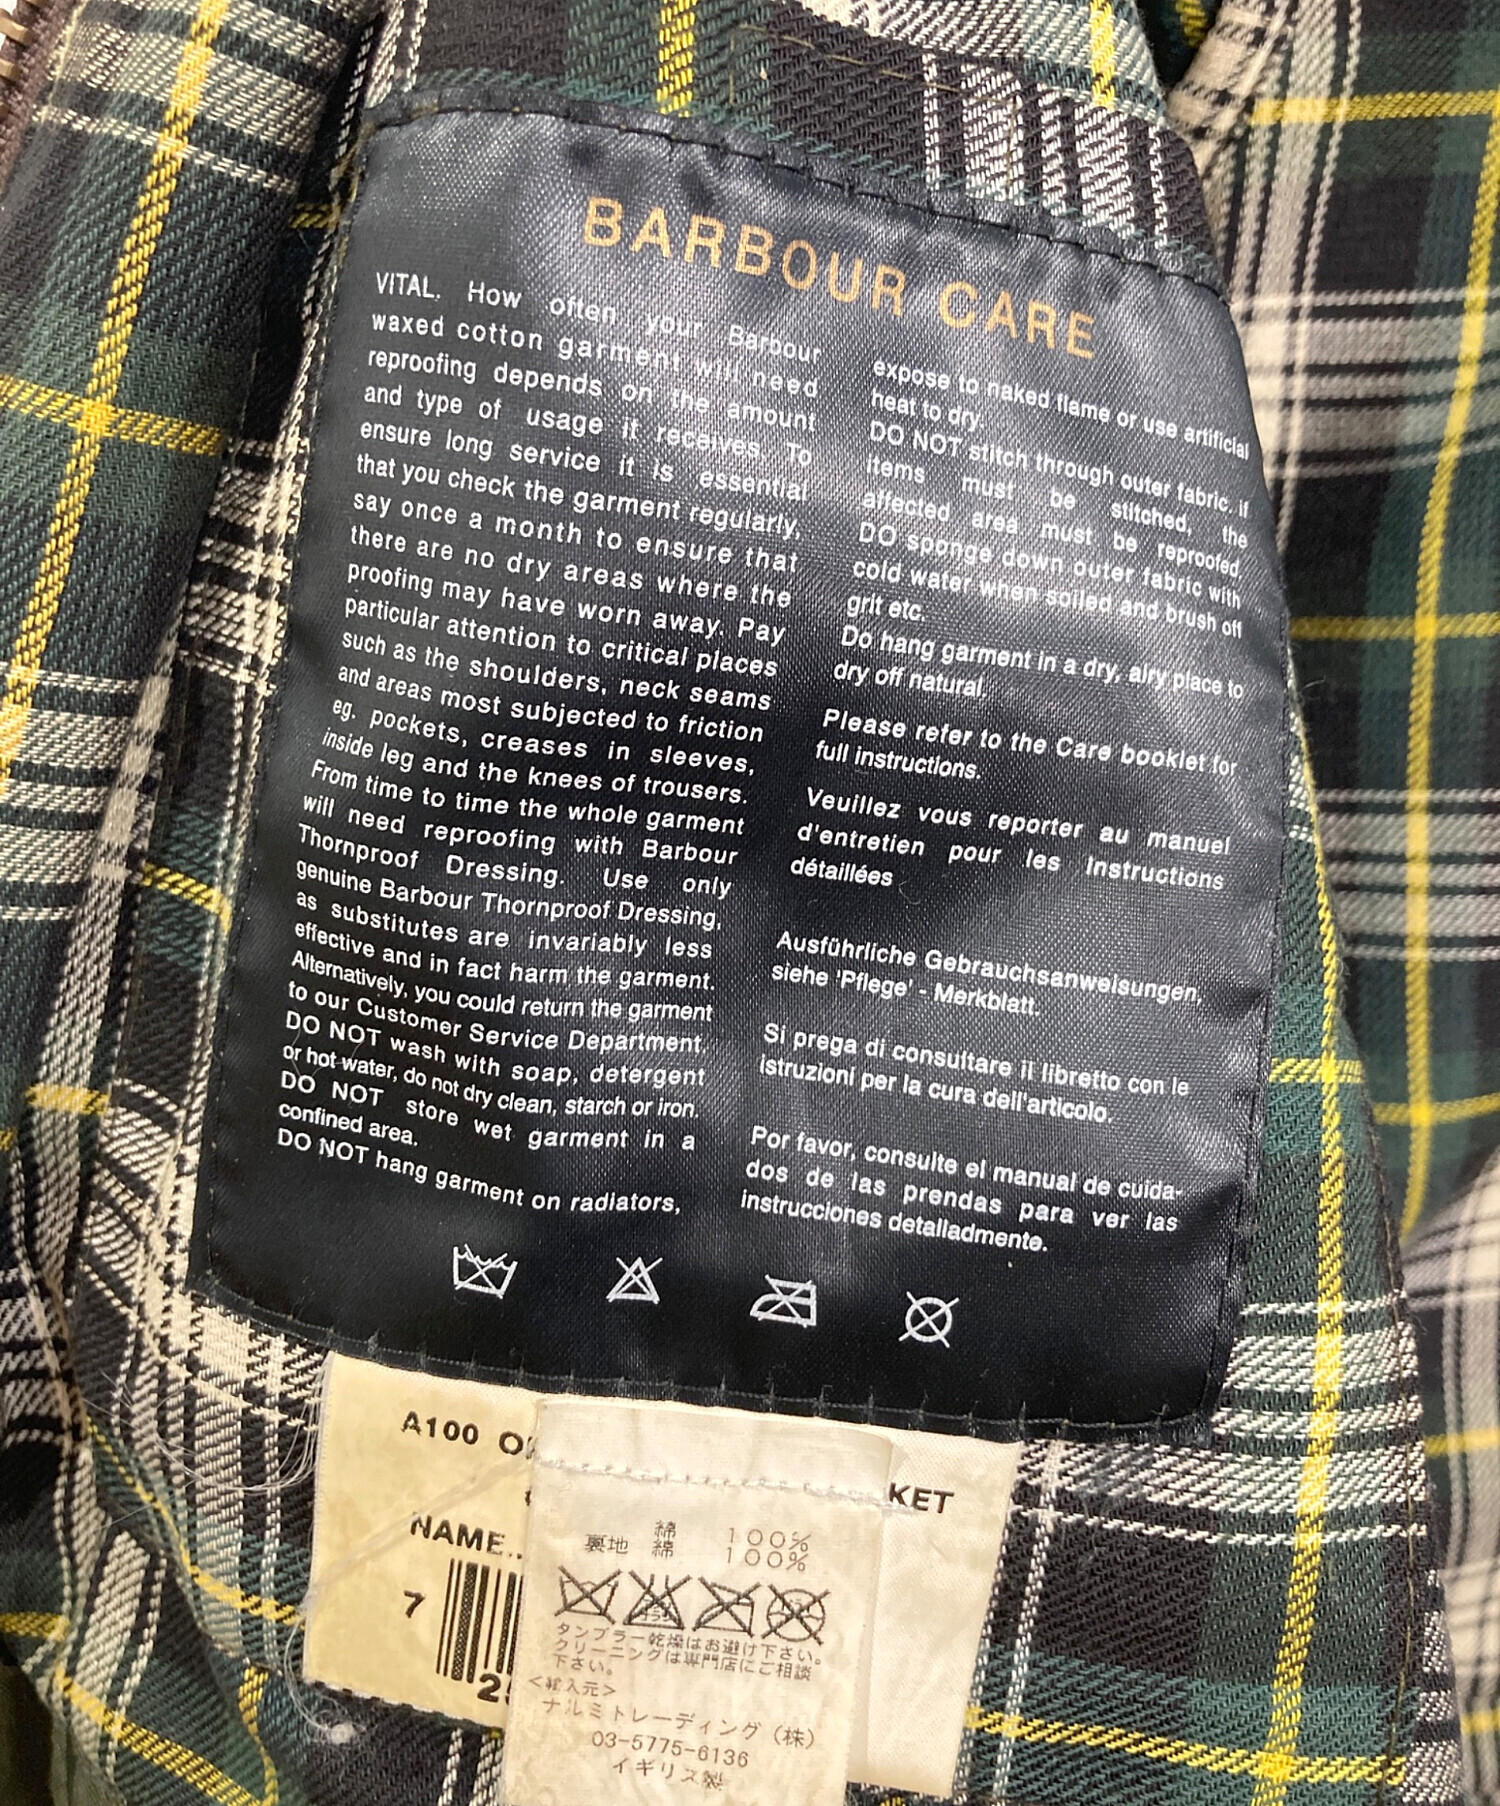 BARBOUR CARE
VITAL. How often your Barbour
waxed cotton garment will need
reproofing depends on the amount
and type of usage it receives. To
ensure long service it is essential
that you check the garment regularly,
say once a month to ensure that
there are no dry areas where the
proofing may have worn away. Pay
particular attention to critical places
such as the shoulders, neck seams
and areas most subjected to friction
eg. pockets, creases in sleeves,
inside leg and the knees of trousers.
From time to time the whole garment
will need reproofing with Barbour
Thornproof Dressing. Use only
genuine Barbour Thornproof Dressing,
as substitutes are invariably less
effective and in fact harm the garment.
Alternatively, you could return the garment
to our Customer Service Department.
DO NOT wash with soap, detergent
or hot water, do not dry clean, starch or iron.
DO NOT store wet garment in a
confined area.
DO NOT hang garment on radiators,
expose to naked flame or use artificial
heat to dry.
DO NOT stitch through outer fabric. If
items must be stitched, the
affected area must be reproofed.
DO sponge down outer fabric with
cold water when soiled and brush off
grit etc.
Do hang garment in a dry, airy place to
dry off natural.
Please refer to the Care booklet for
full instructions.
Veuillez vous reporter au manuel
d'entretien pour les Instructions
détaillées
Ausführliche Gebrauchsanweisungen,
siehe 'Pflege' - Merkblatt.
Si prega di consultare il libretto con le
istruzioni per la cura dell'articolo.
Por favor, consulte el manual de cuida-
dos de las prendas para ver las
instrucciones detalladmente.
A100
KET
NAME..
7
綿 100%
裏地 綿 100%
タンブラー乾燥はお避け下さい。
クリーニングは専門店にご相談
下さい。
<輸入元>
ナルミトレーディング(株)
03-5775-6136
イギリス製